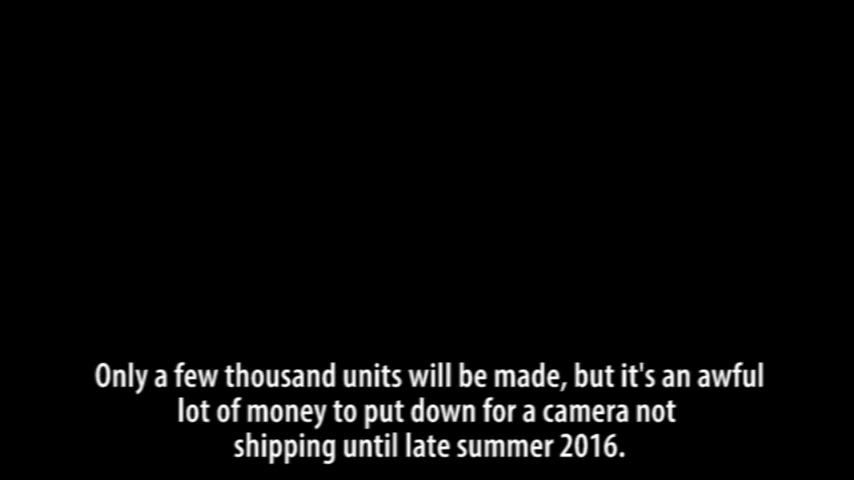 Only a few thousand units will be made, but it's an awful
lot of money to put down for a camera not
shipping until late summer 2016.